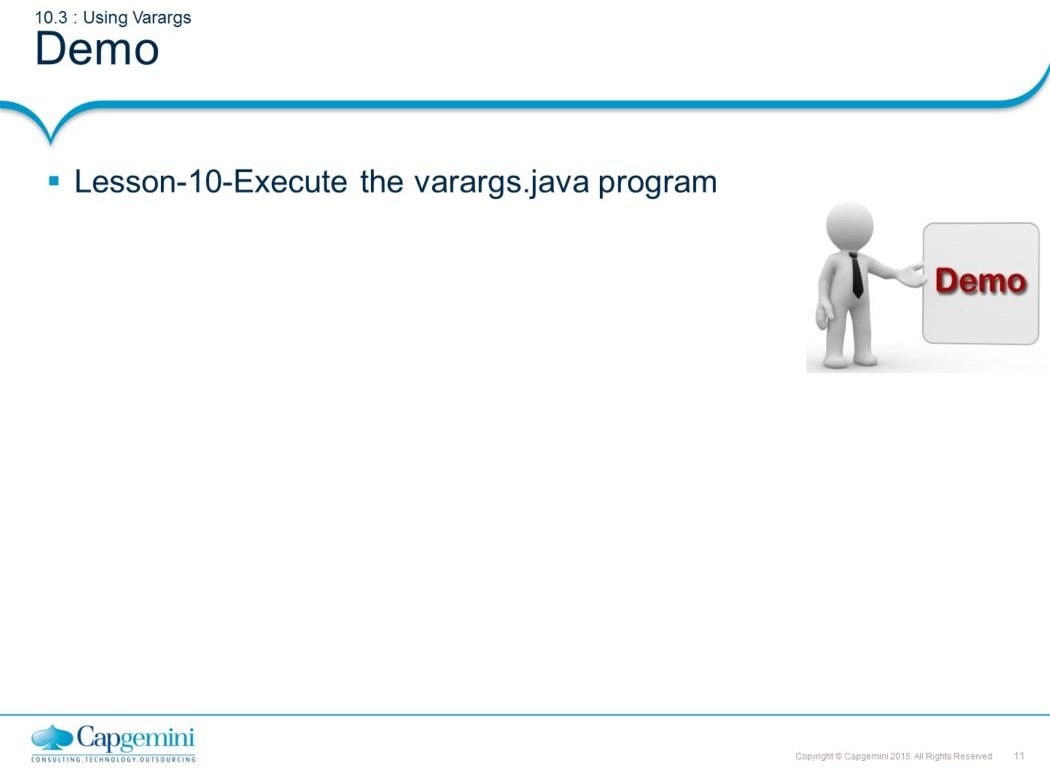 10.3 : Using Varargs
Demo
Lesson-10-Execute the varargs.java program
Demo
Capgemini
CONSULTING.TECHNOLOGY.OUTSOURCING
Copyright © Capgemini 2015. All Rights Reserved 11